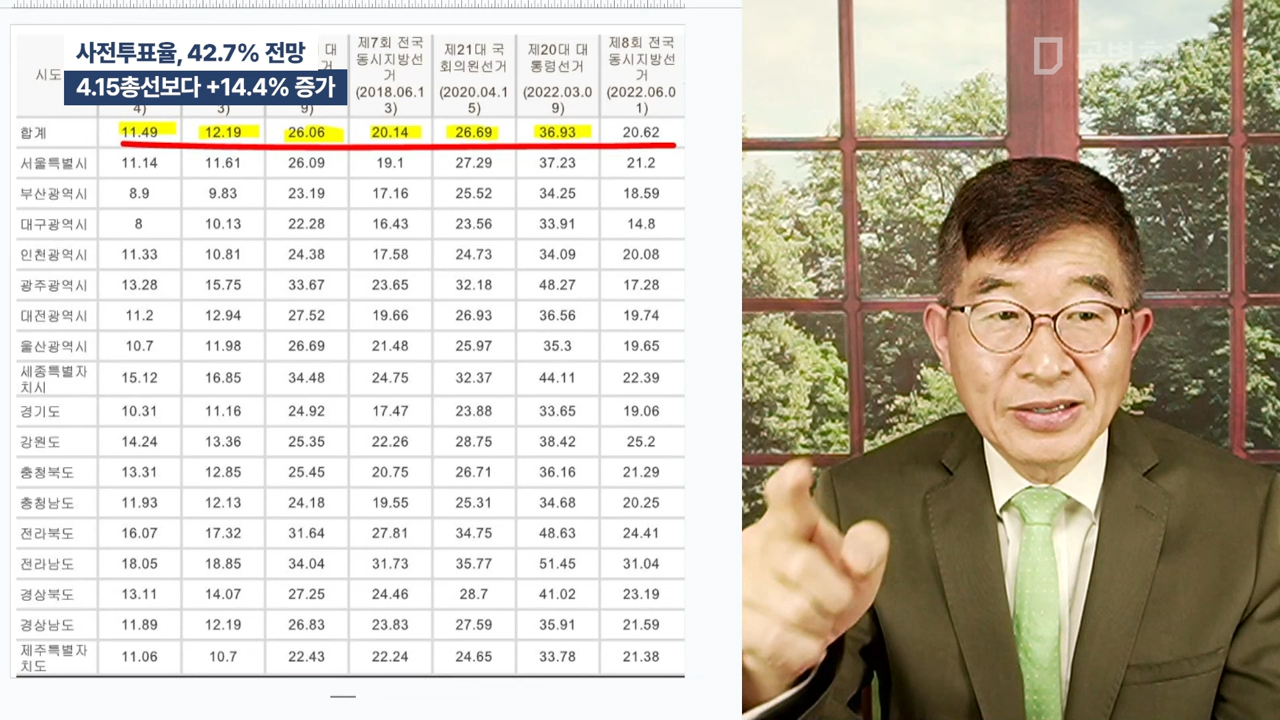 사전투표율, 42.7% 전망
4.15총선보다 +14.4% 증가
시도
4)
3)
대
거
9)
제7회 전국
동시지방선
거
(2018.06.1
3)
제21대 국
회의원선거
(2020.04.1
5)
제20대 대
통령선거
(2022.03.0
9)
제8회 전국
동시지방선
거
(2022.06.0
1)
합계 11.49 12.19 26.06 20.14 26.69 36.93 20.62
서울특별시 11.14 11.61 26.09 19.1 27.29 37.23 21.2
부산광역시 8.9 9.83 23.19 17.16 25.52 34.25 18.59
대구광역시 8 10.13 22.28 16.43 23.56 33.91 14.8
인천광역시 11.33 10.81 24.38 17.58 24.73 34.09 20.08
광주광역시 13.28 15.75 33.67 23.65 32.18 48.27 17.28
대전광역시 11.2 12.94 27.52 19.66 26.93 36.56 19.74
울산광역시 10.7 11.98 26.69 21.48 25.97 35.3 19.65
세종특별자
치시 15.12 16.85 34.48 24.75 32.37 44.11 22.39
경기도 10.31 11.16 24.92 17.47 23.88 33.65 19.06
강원도 14.24 13.36 25.35 22.26 28.75 38.42 25.2
충청북도 13.31 12.85 25.45 20.75 26.71 36.16 21.29
충청남도 11.93 12.13 24.18 19.55 25.31 34.68 20.25
전라북도 16.07 17.32 31.64 27.81 34.75 48.63 24.41
전라남도 18.05 18.85 34.04 31.73 35.77 51.45 31.04
경상북도 13.11 14.07 27.25 24.46 28.7 41.02 23.19
경상남도 11.89 12.19 26.83 23.83 27.59 35.91 21.59
제주특별자
치도 11.06 10.7 22.43 22.24 24.65 33.78 21.38